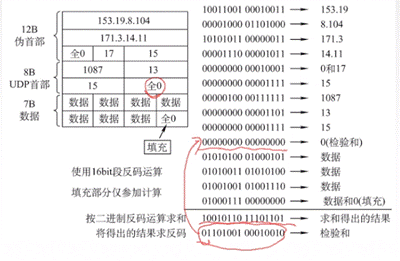 12B
伪首部
153.19.8.104
171.3.14.11
全0 17 15
8B
UDP首部
1087 13
15 全0
7B
数据
数据 数据 数据 数据
数据 数据 数据 全0
填充
使用16bit段反码运算
填充部分仅参加计算
按二进制反码运算求和
将得出的结果求反码
10011001 00010011 153.19
00001000 01101000 8.104
10101011 00000011 171.3
00001110 00001011 14.11
00000000 00010001 0和17
00000000 00001111 15
00000100 00111111 1087
00000000 00001101 13
00000000 00001111 15
00000000 00000000 0(检验和)
01010100 01000101 数据
01010011 01010100 数据
01001001 01001110 数据
01000111 00000000 数据和0(填充)
10010110 11101101 求和得出的结果
01101001 00010010 检验和